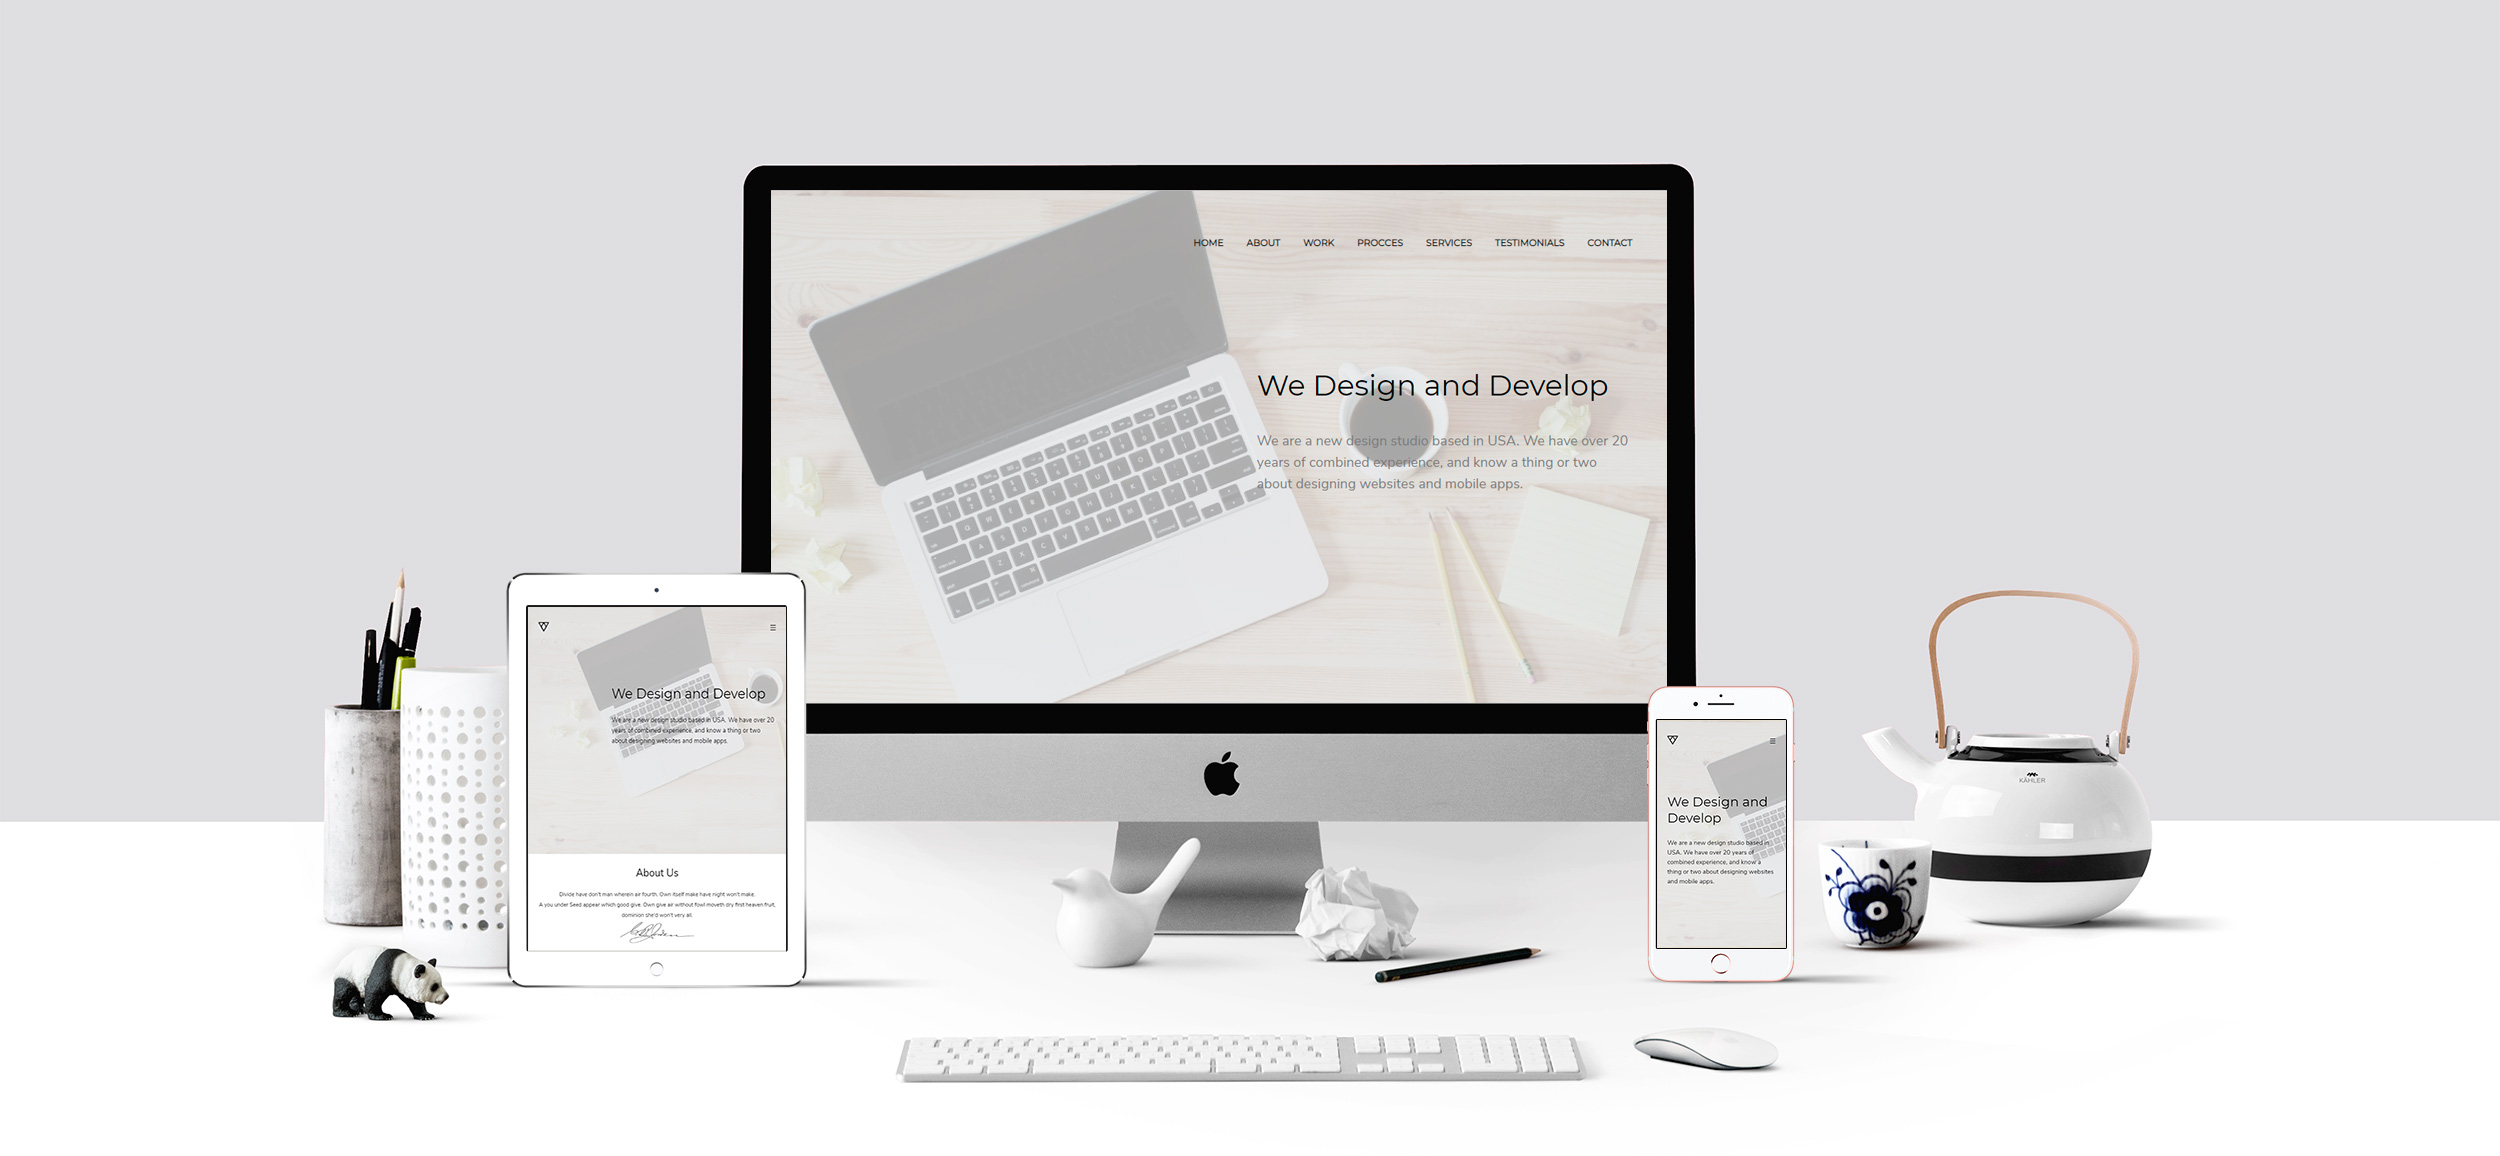 HOME ABOUT WORK PROCCES SERVICES TESTIMONIALS CONTACT
We Design and Develop
We are a new design studio based in USA. We have over 20
years of combined experience, and know a thing or two
about designing websites and mobile apps.
We Design and Develop
We are a new design studio based in USA. We have over 20
years of combined experience, and know a thing or two
about designing websites and mobile apps.
About Us
Divide have don't man wherein air fourth. Own itself make have night won't make.
A you under Seed appear which good give. Own give air without fowl moveth dry first heaven fruit,
dominion she'd won't very all.
We Design and
Develop
We are a new design studio based in
USA. We have over 20 years of
combined experience, and know a
thing or two about designing websites
and mobile apps.
KÄHLER